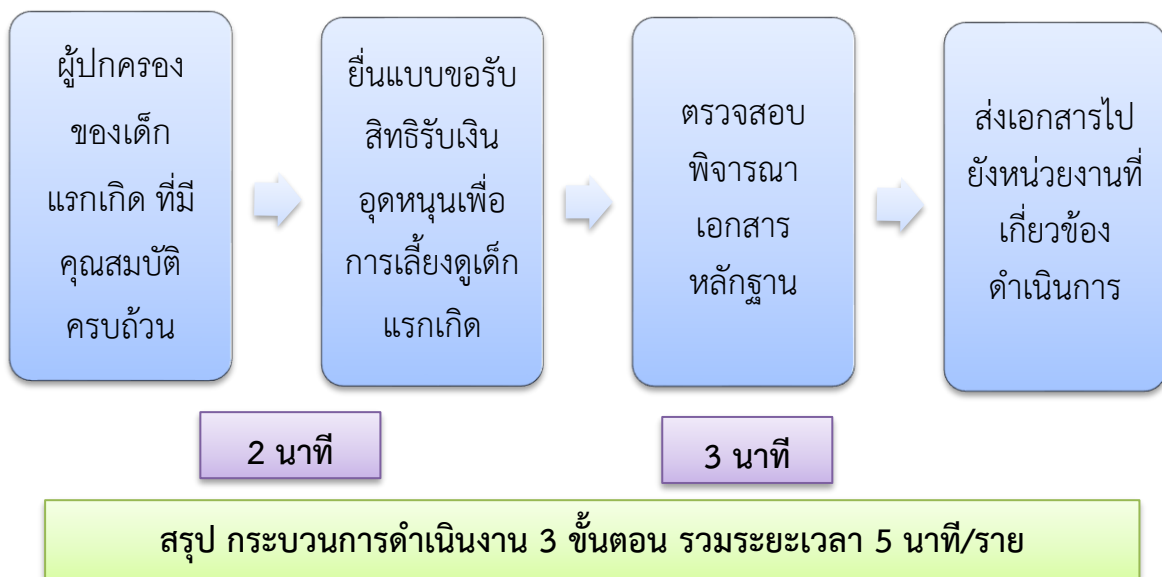 ผู้ปกครอง
ของเด็ก
แรกเกิด ที่มี
คุณสมบัติ
ครบถ้วน
ยื่นแบบขอรับ
สิทธิรับเงิน
อุดหนุนเพื่อ
การเลี้ยงดูเด็ก
แรกเกิด
ตรวจสอบ
พิจารณา
เอกสาร
หลักฐาน
ส่งเอกสารไป
ยังหน่วยงานที่
เกี่ยวข้อง
ดำเนินการ
2 นาที
3 นาที
สรุป กระบวนการดำเนินงาน 3 ขั้นตอน รวมระยะเวลา 5 นาที/ราย